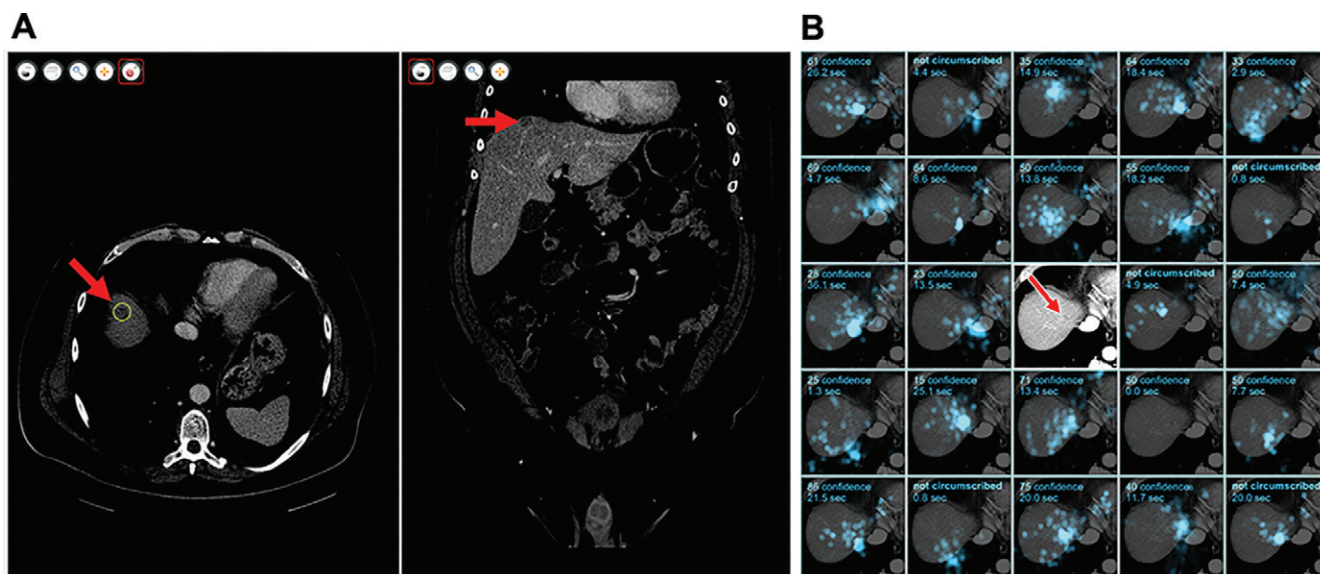 A
B
61 confidence
26.2 sec
not circumscribed
4.4 sec
35 confidence
14.9 sec
64 confidence
18.4 sec
33 confidence
2.9 sec
69 confidence
4.7 sec
64 confidence
8.6 sec
50 confidence
13.8 sec
55 confidence
18.2 sec
not circumscribed
0.8 sec
28 confidence
36.1 sec
23 confidence
13.5 sec
not circumscribed
4.9 sec
50 confidence
7.4 sec
25 confidence
1.3 sec
15 confidence
25.1 sec
71 confidence
13.4 sec
50 confidence
0.0 sec
50 confidence
7.7 sec
85 confidence
21.5 sec
not circumscribed
0.8 sec
75 confidence
20.0 sec
40 confidence
11.7 sec
not circumscribed
20.0 sec